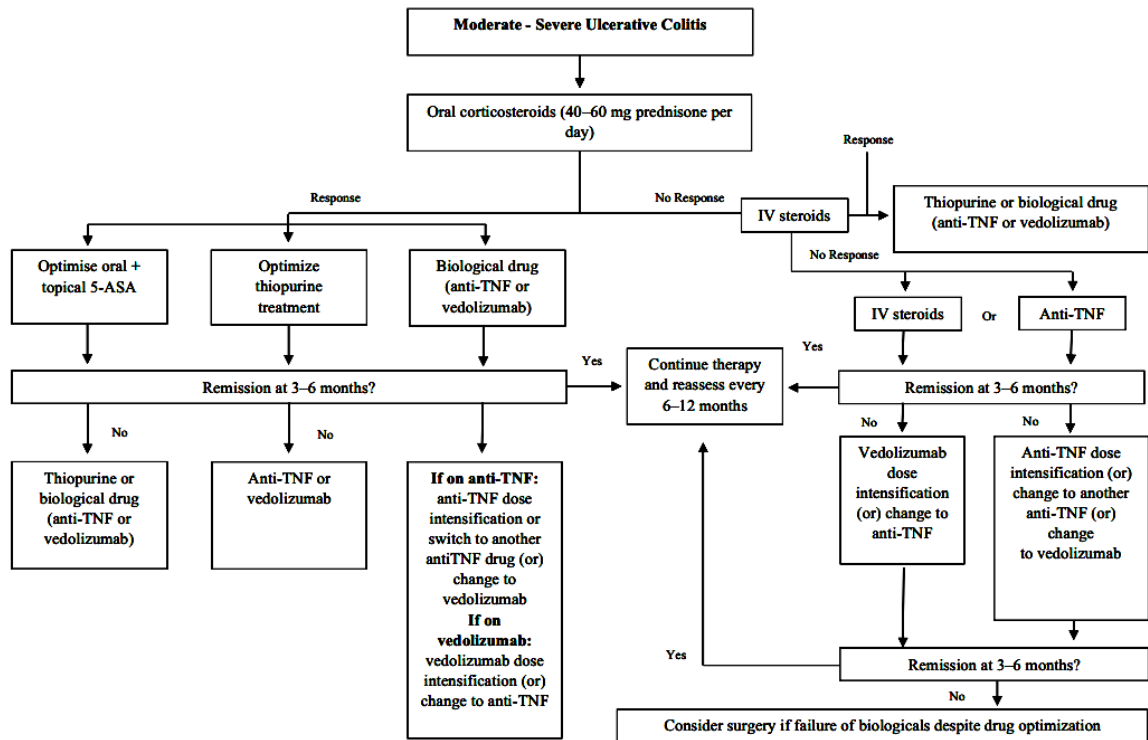 Moderate - Severe Ulcerative Colitis
Oral corticosteroids (40–60 mg prednisone per
day)
Response
Response
No Response
IV steroids
Thiopurine or biological drug
(anti-TNF or vedolizumab)
No Response
Optimise oral +
topical 5-ASA
Optimize
thiopurine
treatment
Biological drug
(anti-TNF or
vedolizumab)
IV steroids
Or
Anti-TNF
Yes
Continue therapy
and reassess every
6–12 months
Yes
Remission at 3–6 months?
Remission at 3–6 months?
No
No
No
No
Thiopurine or
biological drug
(anti-TNF or
vedolizumab)
Anti-TNF or
vedolizumab
If on anti-TNF:
anti-TNF dose
intensification or
switch to another
antiTNF drug (or)
change to
vedolizumab
If on
vedolizumab:
vedolizumab dose
intensification (or)
change to anti-TNF
Vedolizumab
dose
intensification
(or) change to
anti-TNF
Anti-TNF dose
intensification (or)
change to another
anti-TNF (or)
change
to vedolizumab
Yes
Remission at 3–6 months?
No
Consider surgery if failure of biologicals despite drug optimization